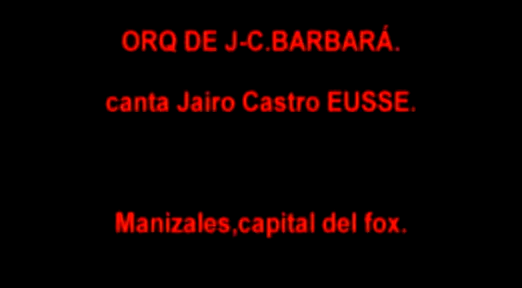 ORQ DE J-C.BARBARÁ.
canta Jairo Castro EUSSE.
Manizales,capital del fox.